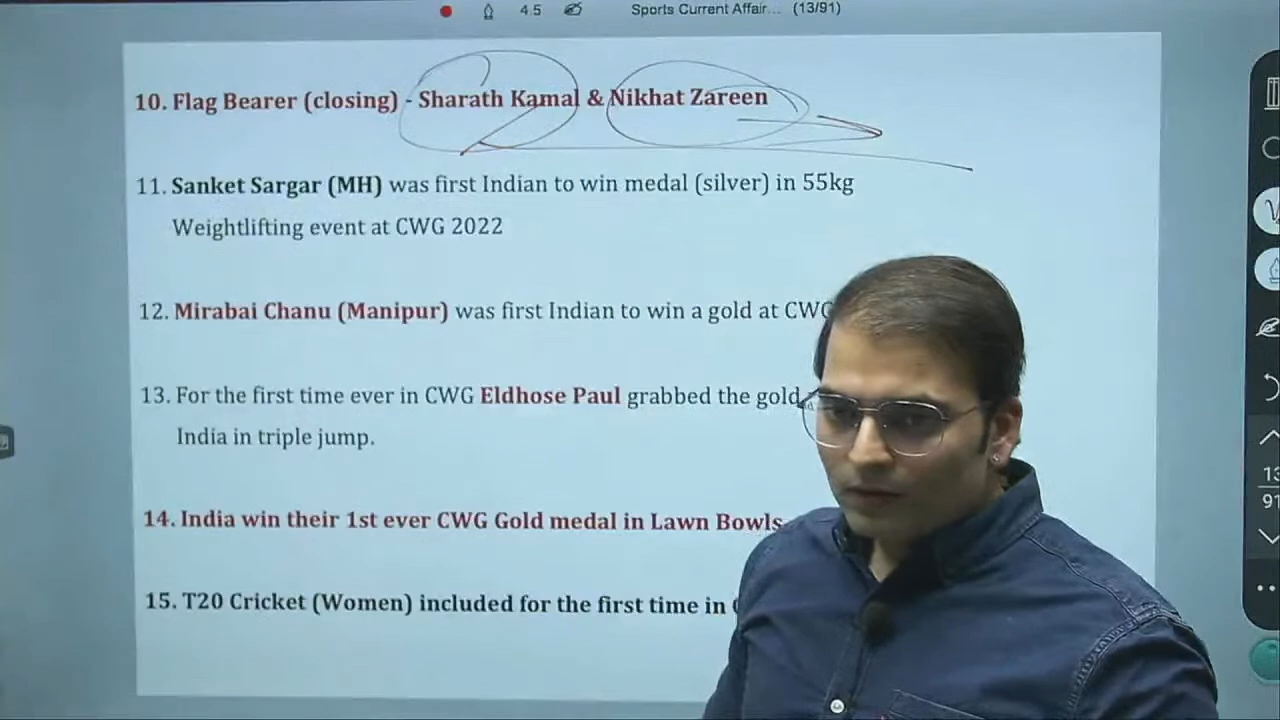 4.5 Sports Current Affair... (13/91)
10. Flag Bearer (closing) - Sharath Kamal & Nikhat Zareen
11. Sanket Sargar (MH) was first Indian to win medal (silver) in 55kg
Weightlifting event at CWG 2022
12. Mirabai Chanu (Manipur) was first Indian to win a gold at CWG
13. For the first time ever in CWG Eldhose Paul grabbed the gold
India in triple jump.
14. India win their 1st ever CWG Gold medal in Lawn Bowls
15. T20 Cricket (Women) included for the first time in
13
91